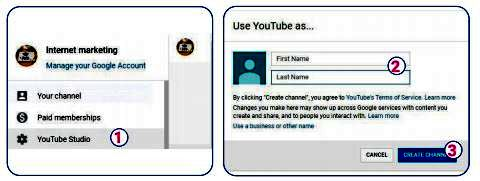 Internet marketing
Manage your Google Account
Your channel
Paid memberships
YouTube Studio
1
Use YouTube as...
First Name
2
Last Name
By clicking "Create channel", you agree to YouTube's Terms of Service. Learn more
Changes you make here may show up across Google services with content you
create and share, and to people you interact with. Learn more
Use a business or other name
3
CANCEL
CREATE CHANN